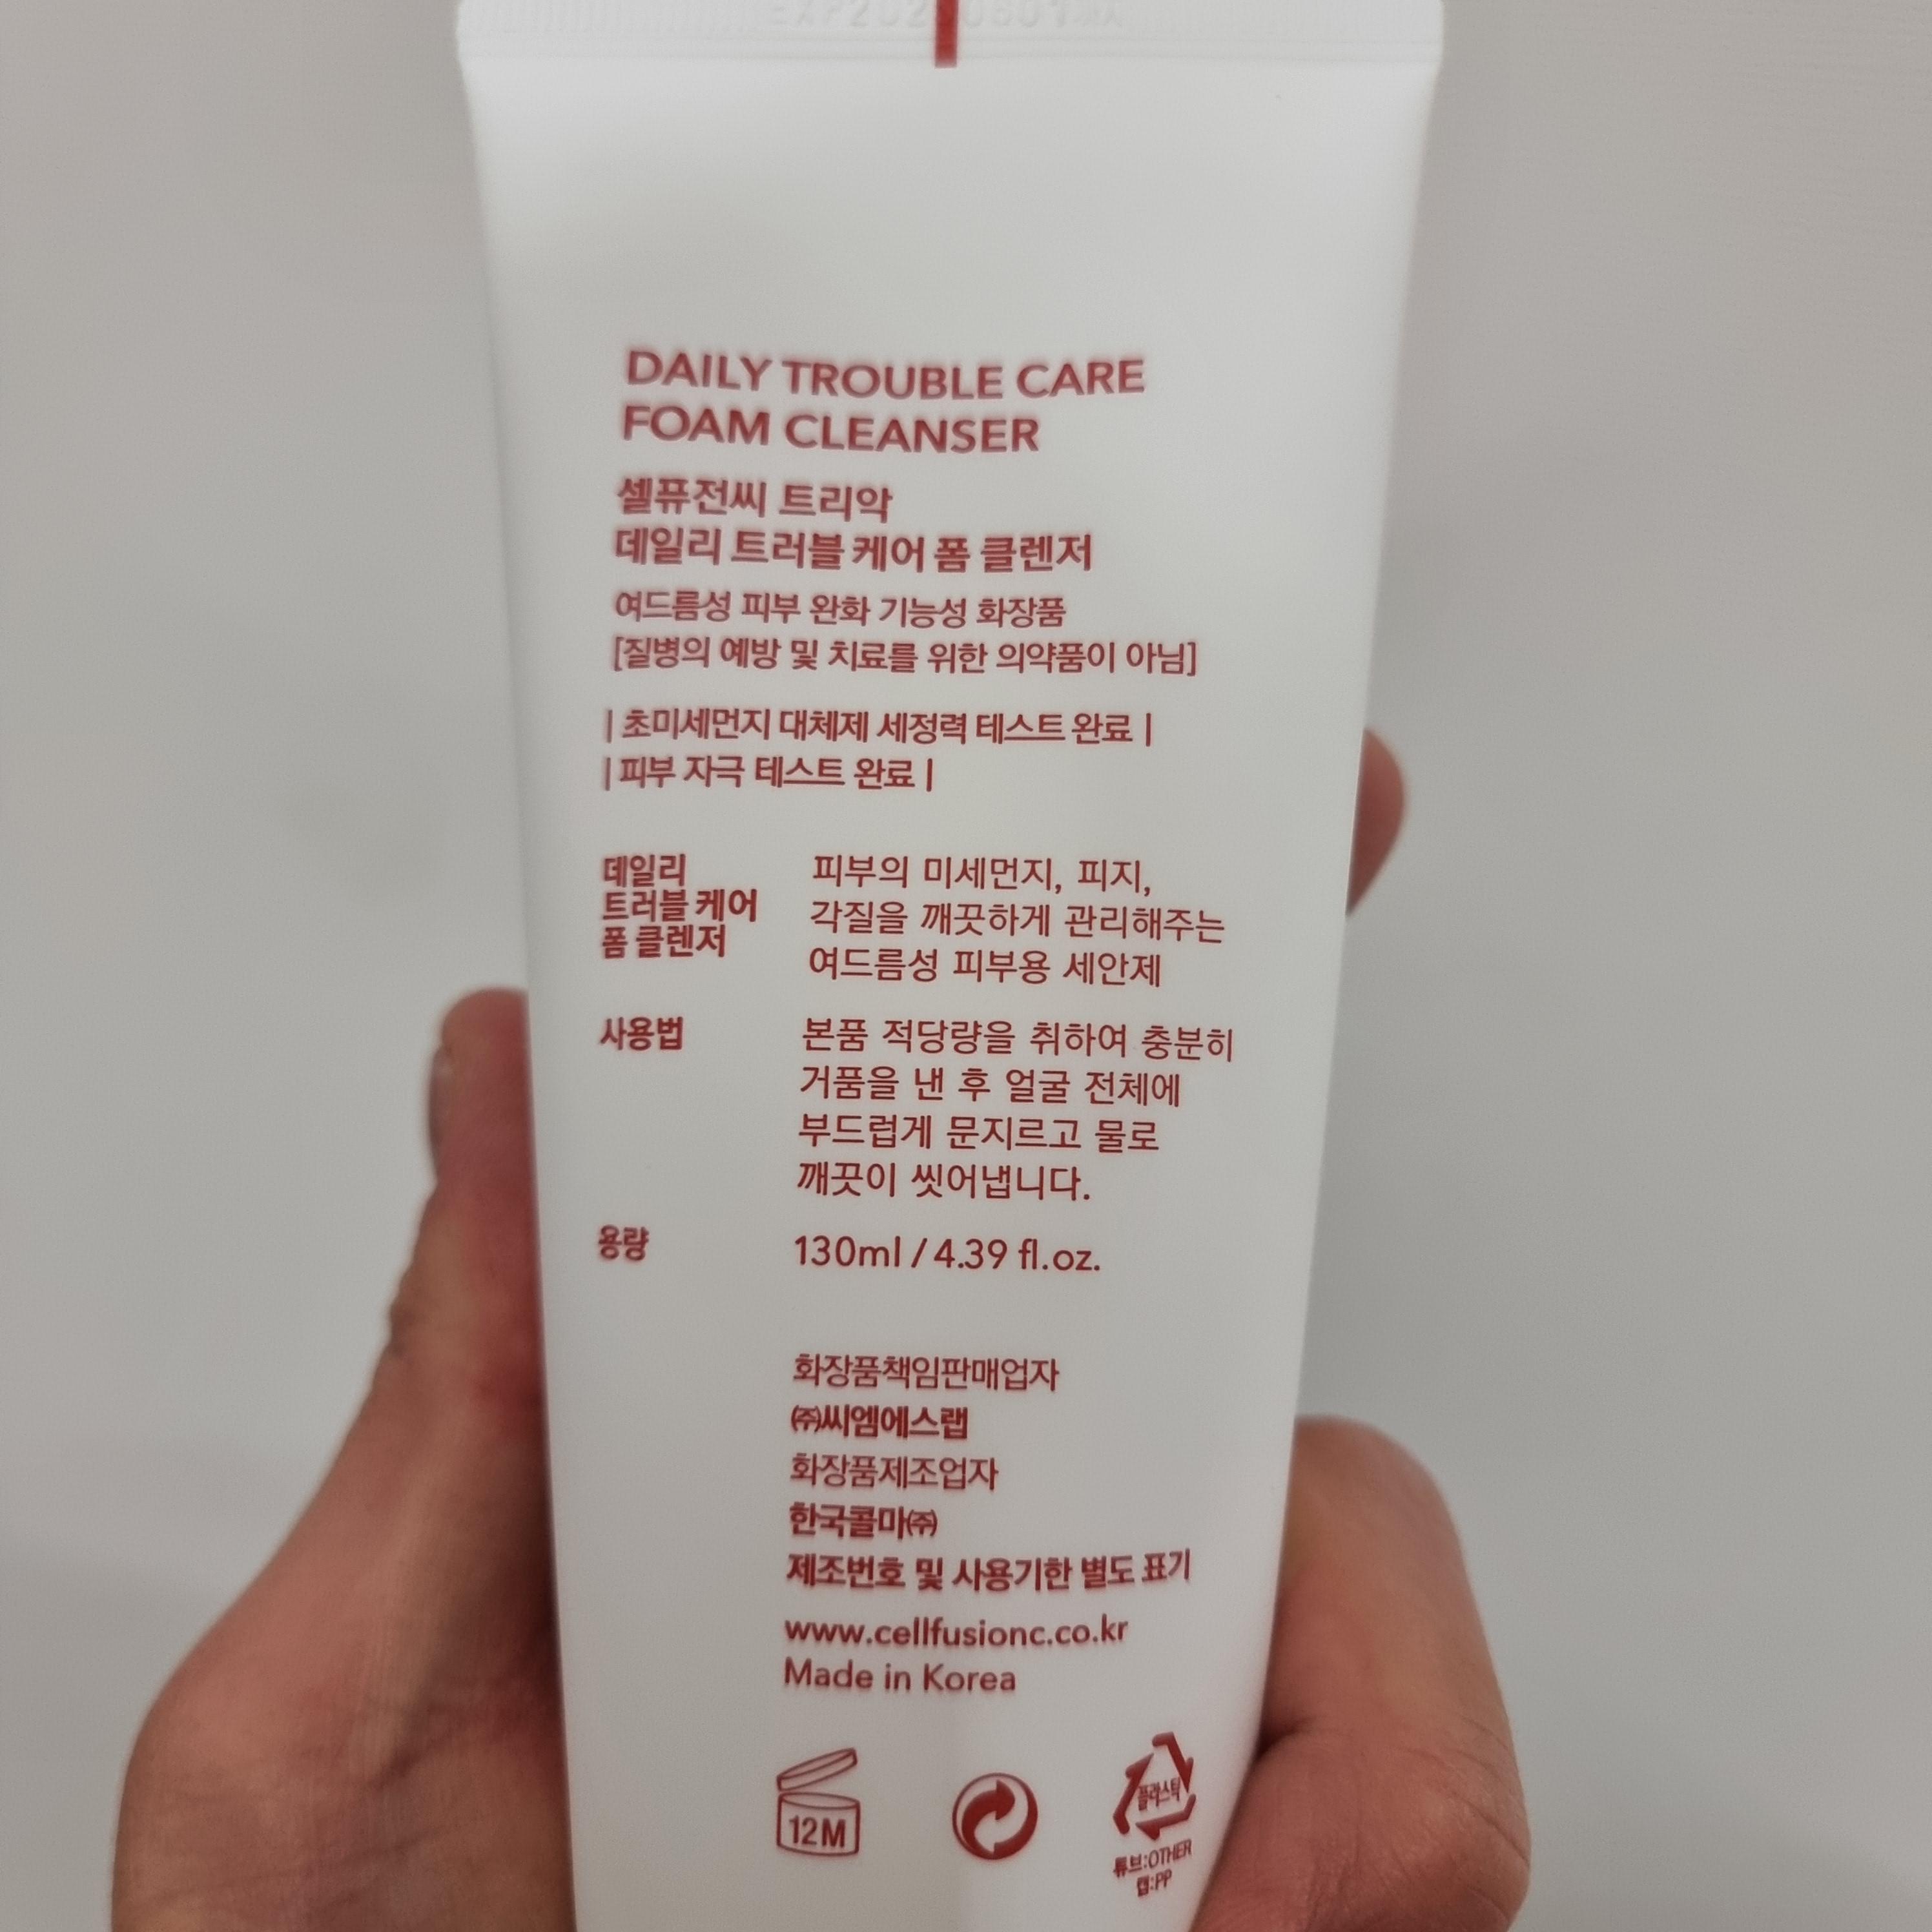 DAILY TROUBLE CARE
FOAM CLEANSER
셀퓨전씨 트리악
데일리 트러블 케어 폼 클렌저
여드름성 피부 완화 기능성 화장품
[질병의 예방 및 치료를 위한 의약품이 아님]
| 초미세먼지 대체제 세정력 테스트 완료 |
| 피부 자극 테스트 완료 |
데일리
트러블 케어
폼 클렌저
피부의 미세먼지, 피지,
각질을 깨끗하게 관리해주는
여드름성 피부용 세안제
사용법
본품 적당량을 취하여 충분히
거품을 낸 후 얼굴 전체에
부드럽게 문지르고 물로
깨끗이 씻어냅니다.
용량
130ml / 4.39 fl.oz.
화장품책임판매업자
㈜씨엠에스랩
화장품제조업자
한국콜마㈜
제조번호 및 사용기한 별도 표기
www.cellfusionc.co.kr
Made in Korea
12M
플라스틱
튜브:OTHER
캡:PP